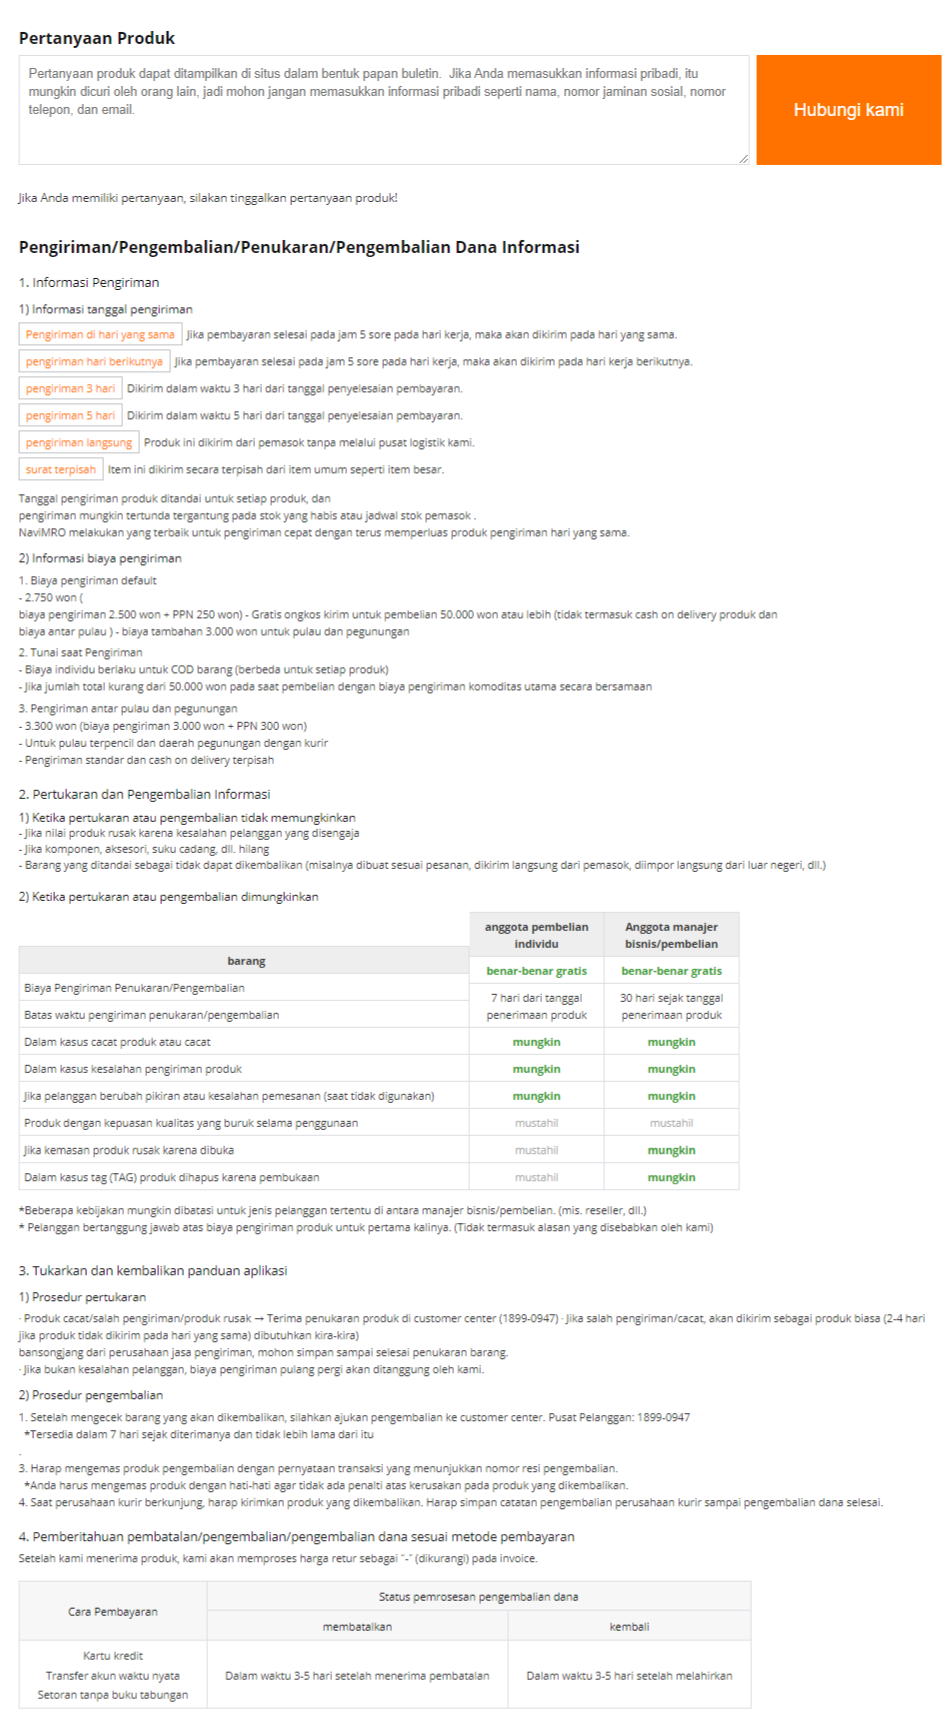 Pertanyaan Produk
Pertanyaan produk dapat ditampilkan di situs dalam bentuk papan buletin.  Jika Anda memasukkan informasi pribadi, itu
mungkin dicuri oleh orang lain, jadi mohon jangan memasukkan informasi pribadi seperti nama, nomor jaminan sosial, nomor
telepon, dan email.
Hubungi kami
Jika Anda memiliki pertanyaan, silakan tinggalkan pertanyaan produk!
Pengiriman/Pengembalian/Penukaran/Pengembalian Dana Informasi
1. Informasi Pengiriman
1) Informasi tanggal pengiriman
Pengiriman di hari yang sama Jika pembayaran selesai pada jam 5 sore pada hari kerja, maka akan dikirim pada hari yang sama.
pengiriman hari berikutnya Jika pembayaran selesai pada jam 5 sore pada hari kerja, maka akan dikirim pada hari kerja berikutnya.
pengiriman 3 hari Dikirim dalam waktu 3 hari dari tanggal penyelesaian pembayaran.
pengiriman 5 hari Dikirim dalam waktu 5 hari dari tanggal penyelesaian pembayaran.
pengiriman langsung Produk ini dikirim dari pemasok tanpa melalui pusat logistik kami.
surat terpisah Item ini dikirim secara terpisah dari item umum seperti item besar.
Tanggal pengiriman produk ditandai untuk setiap produk, dan
pengiriman mungkin tertunda tergantung pada stok yang habis atau jadwal stok pemasok .
NaviMRO melakukan yang terbaik untuk pengiriman cepat dengan terus memperluas produk pengiriman hari yang sama.
2) Informasi biaya pengiriman
1. Biaya pengiriman default
- 2.750 won (
biaya pengiriman 2.500 won + PPN 250 won) - Gratis ongkos kirim untuk pembelian 50.000 won atau lebih (tidak termasuk cash on delivery produk dan
biaya antar pulau ) - biaya tambahan 3.000 won untuk pulau dan pegunungan
2. Tunai saat Pengiriman
- Biaya individu berlaku untuk COD barang (berbeda untuk setiap produk)
- Jika jumlah total kurang dari 50.000 won pada saat pembelian dengan biaya pengiriman komoditas utama secara bersamaan
3. Pengiriman antar pulau dan pegunungan
- 3.300 won (biaya pengiriman 3.000 won + PPN 300 won)
- Untuk pulau terpencil dan daerah pegunungan dengan kurir
- Pengiriman standar dan cash on delivery terpisah
2. Pertukaran dan Pengembalian Informasi
1) Ketika pertukaran atau pengembalian tidak memungkinkan
- Jika nilai produk rusak karena kesalahan pelanggan yang disengaja
- Jika komponen, aksesori, suku cadang, dll. hilang
- Barang yang ditandai sebagai tidak dapat dikembalikan (misalnya dibuat sesuai pesanan, dikirim langsung dari pemasok, diimpor langsung dari luar negeri, dll.)
2) Ketika pertukaran atau pengembalian dimungkinkan
anggota pembelian individu Anggota manajer bisnis/pembelian
barang
benar-benar gratis benar-benar gratis
Biaya Pengiriman Penukaran/Pengembalian
7 hari dari tanggal penerimaan produk 30 hari sejak tanggal penerimaan produk
Batas waktu pengiriman penukaran/pengembalian
Dalam kasus cacat produk atau cacat mungkin mungkin
Dalam kasus kesalahan pengiriman produk mungkin mungkin
Jika pelanggan berubah pikiran atau kesalahan pemesanan (saat tidak digunakan) mungkin mungkin
Produk dengan kepuasan kualitas yang buruk selama penggunaan mustahil mustahil
Jika kemasan produk rusak karena dibuka mustahil mungkin
Dalam kasus tag (TAG) produk dihapus karena pembukaan mustahil mungkin
*Beberapa kebijakan mungkin dibatasi untuk jenis pelanggan tertentu di antara manajer bisnis/pembelian. (mis. reseller, dll.)
* Pelanggan bertanggung jawab atas biaya pengiriman produk untuk pertama kalinya. (Tidak termasuk alasan yang disebabkan oleh kami)
3. Tukarkan dan kembalikan panduan aplikasi
1) Prosedur pertukaran
· Produk cacat/salah pengiriman/produk rusak → Terima penukaran produk di customer center (1899-0947) · Jika salah pengiriman/cacat, akan dikirim sebagai produk biasa (2-4 hari
jika produk tidak dikirim pada hari yang sama) dibutuhkan kira-kira)
bansongjang dari perusahaan jasa pengiriman, mohon simpan sampai selesai penukaran barang.
· Jika bukan kesalahan pelanggan, biaya pengiriman pulang pergi akan ditanggung oleh kami.
2) Prosedur pengembalian
1. Setelah mengecek barang yang akan dikembalikan, silahkan ajukan pengembalian ke customer center. Pusat Pelanggan: 1899-0947
*Tersedia dalam 7 hari sejak diterimanya dan tidak lebih lama dari itu
.
3. Harap mengemas produk pengembalian dengan pernyataan transaksi yang menunjukkan nomor resi pengembalian.
*Anda harus mengemas produk dengan hati-hati agar tidak ada penalti atas kerusakan pada produk yang dikembalikan.
4. Saat perusahaan kurir berkunjung, harap kirimkan produk yang dikembalikan. Harap simpan catatan pengembalian perusahaan kurir sampai pengembalian dana selesai.
4. Pemberitahuan pembatalan/pengembalian/pengembalian dana sesuai metode pembayaran
Setelah kami menerima produk, kami akan memproses harga retur sebagai "-" (dikurangi) pada invoice.
Cara Pembayaran Status pemrosesan pengembalian dana
membatalkan kembali
Kartu kredit
Transfer akun waktu nyata Dalam waktu 3-5 hari setelah menerima pembatalan Dalam waktu 3-5 hari setelah melahirkan
Setoran tanpa buku tabungan